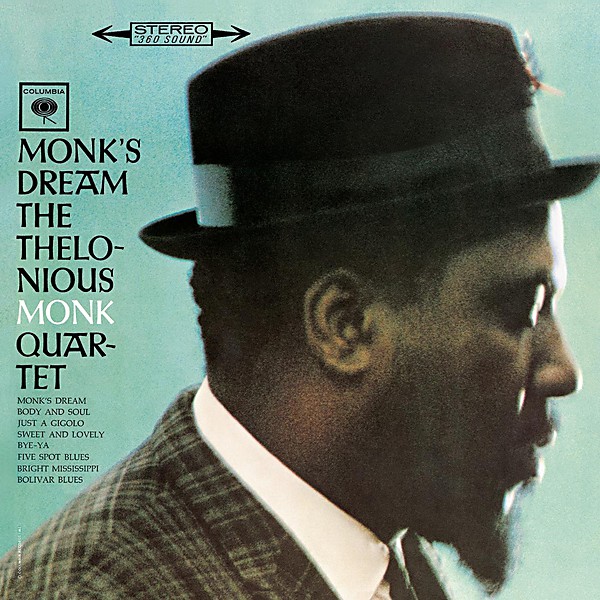 STEREO
"360 SOUND"
COLUMBIA
MONK'S
DREAM
THE
THELO-
NIOUS
MONK
QUAR-
TET
MONK'S DREAM
BODY AND SOUL
JUST A GIGOLO
SWEET AND LOVELY
BYE-YA
FIVE SPOT BLUES
BRIGHT MISSISSIPPI
BOLIVAR BLUES